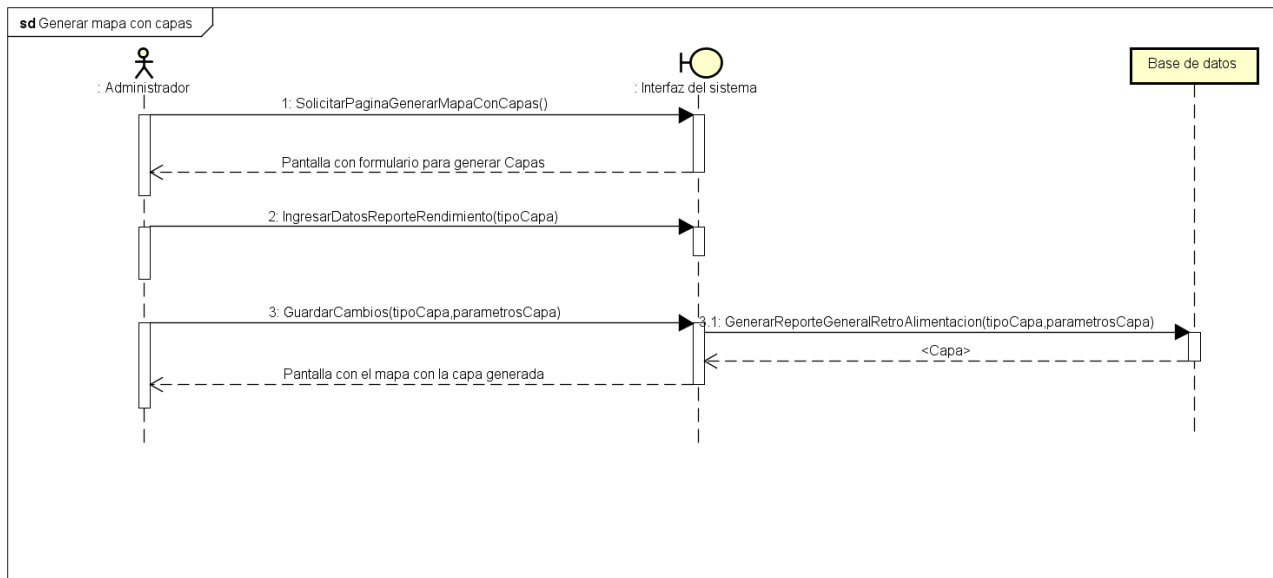 sd Generar mapa con capas
: Administrador
: Interfaz del sistema
Base de datos
1: SolicitarPaginaGenerarMapaConCapas()
Pantalla con formulario para generar Capas
2: IngresarDatosReporteRendimiento(tipoCapa)
3: GuardarCambios(tipoCapa,parametrosCapa)
3.1: GenerarReporteGeneralRetroAlimentacion(tipoCapa,parametrosCapa)
<Capa>
Pantalla con el mapa con la capa generada